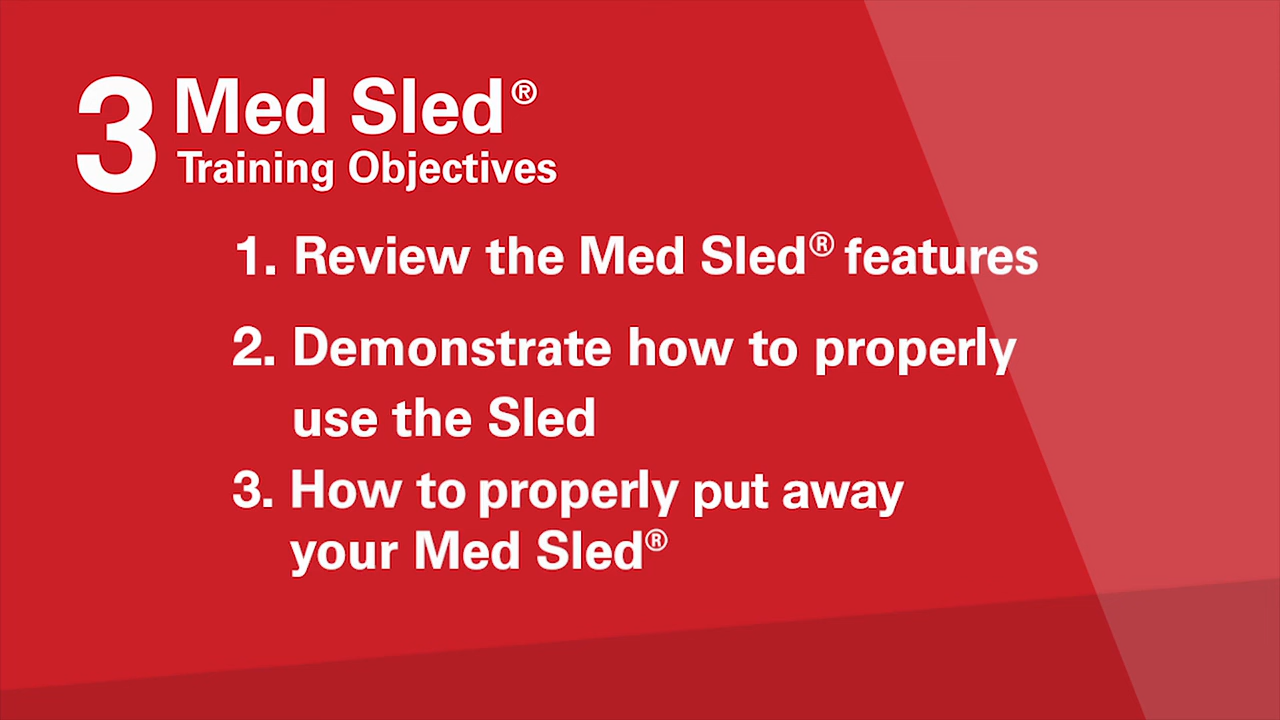 3 Med Sled®
Training Objectives
1. Review the Med Sled® features
2. Demonstrate how to properly
use the Sled
3. How to properly put away
your Med Sled®